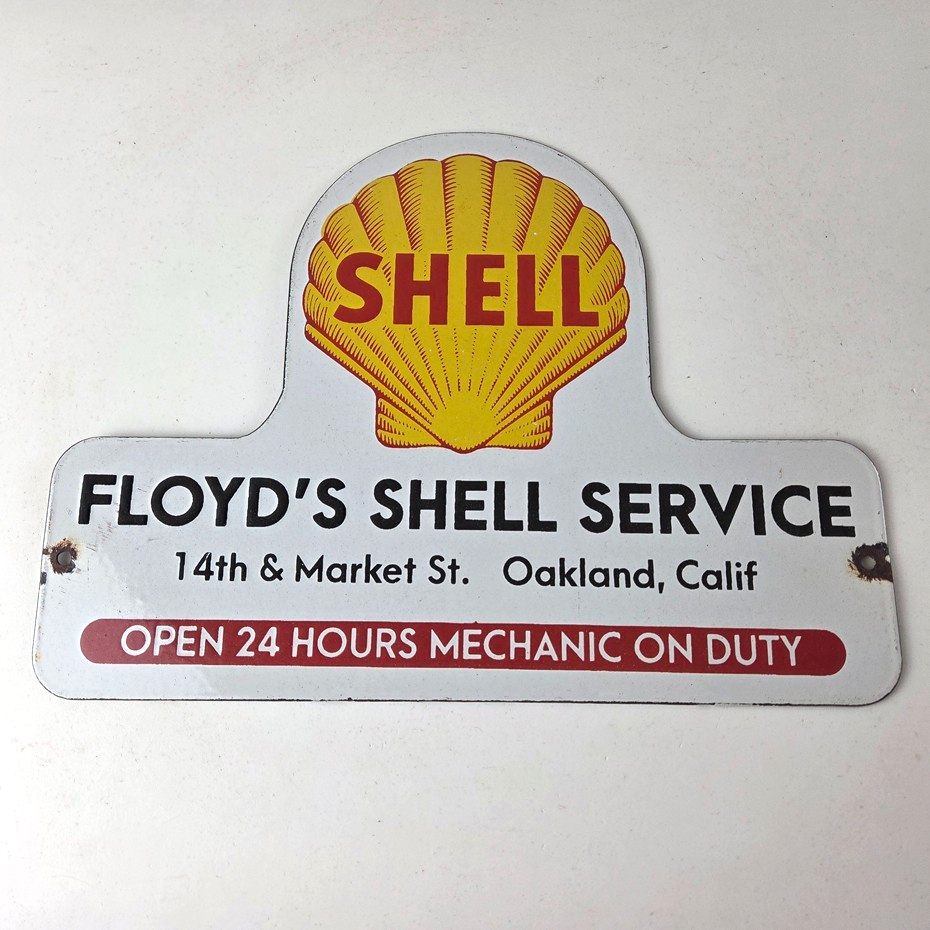 SHELL
FLOYD'S SHELL SERVICE
14th & Market St. Oakland, Calif
OPEN 24 HOURS MECHANIC ON DUTY